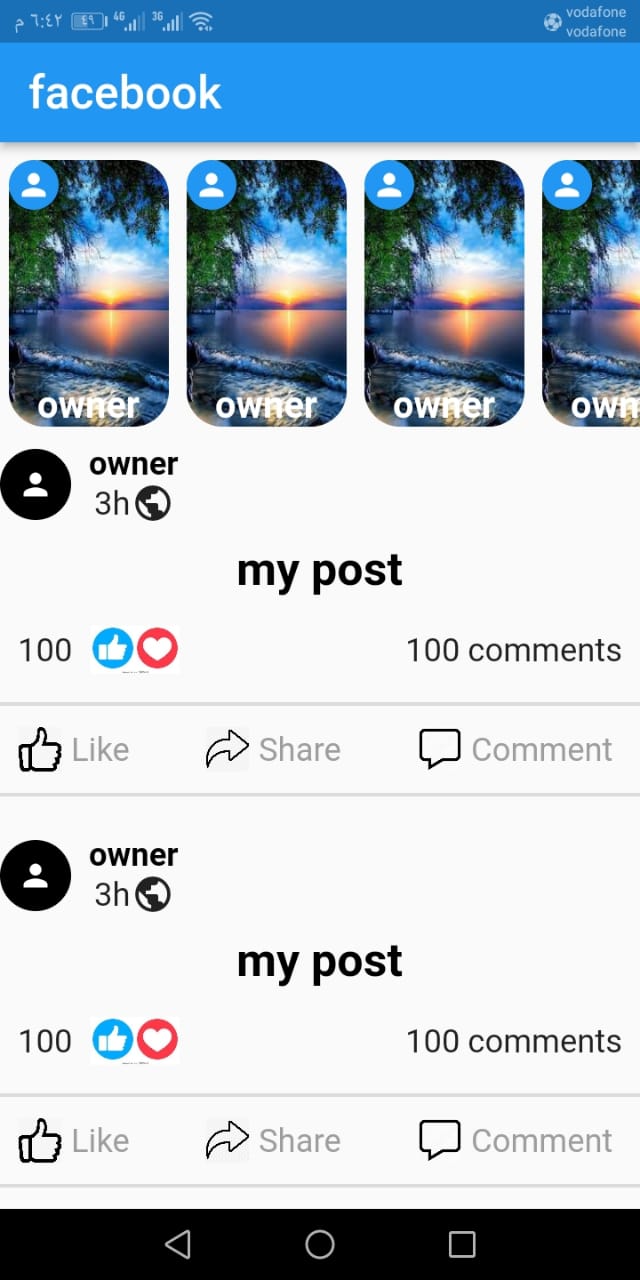 م ٦:٤٢
٤٩
4G
3G
vodafone
vodafone
facebook
owner
owner
owner
own
owner
3h
my post
100
100 comments
Like
Share
Comment
owner
3h
my post
100
100 comments
Like
Share
Comment